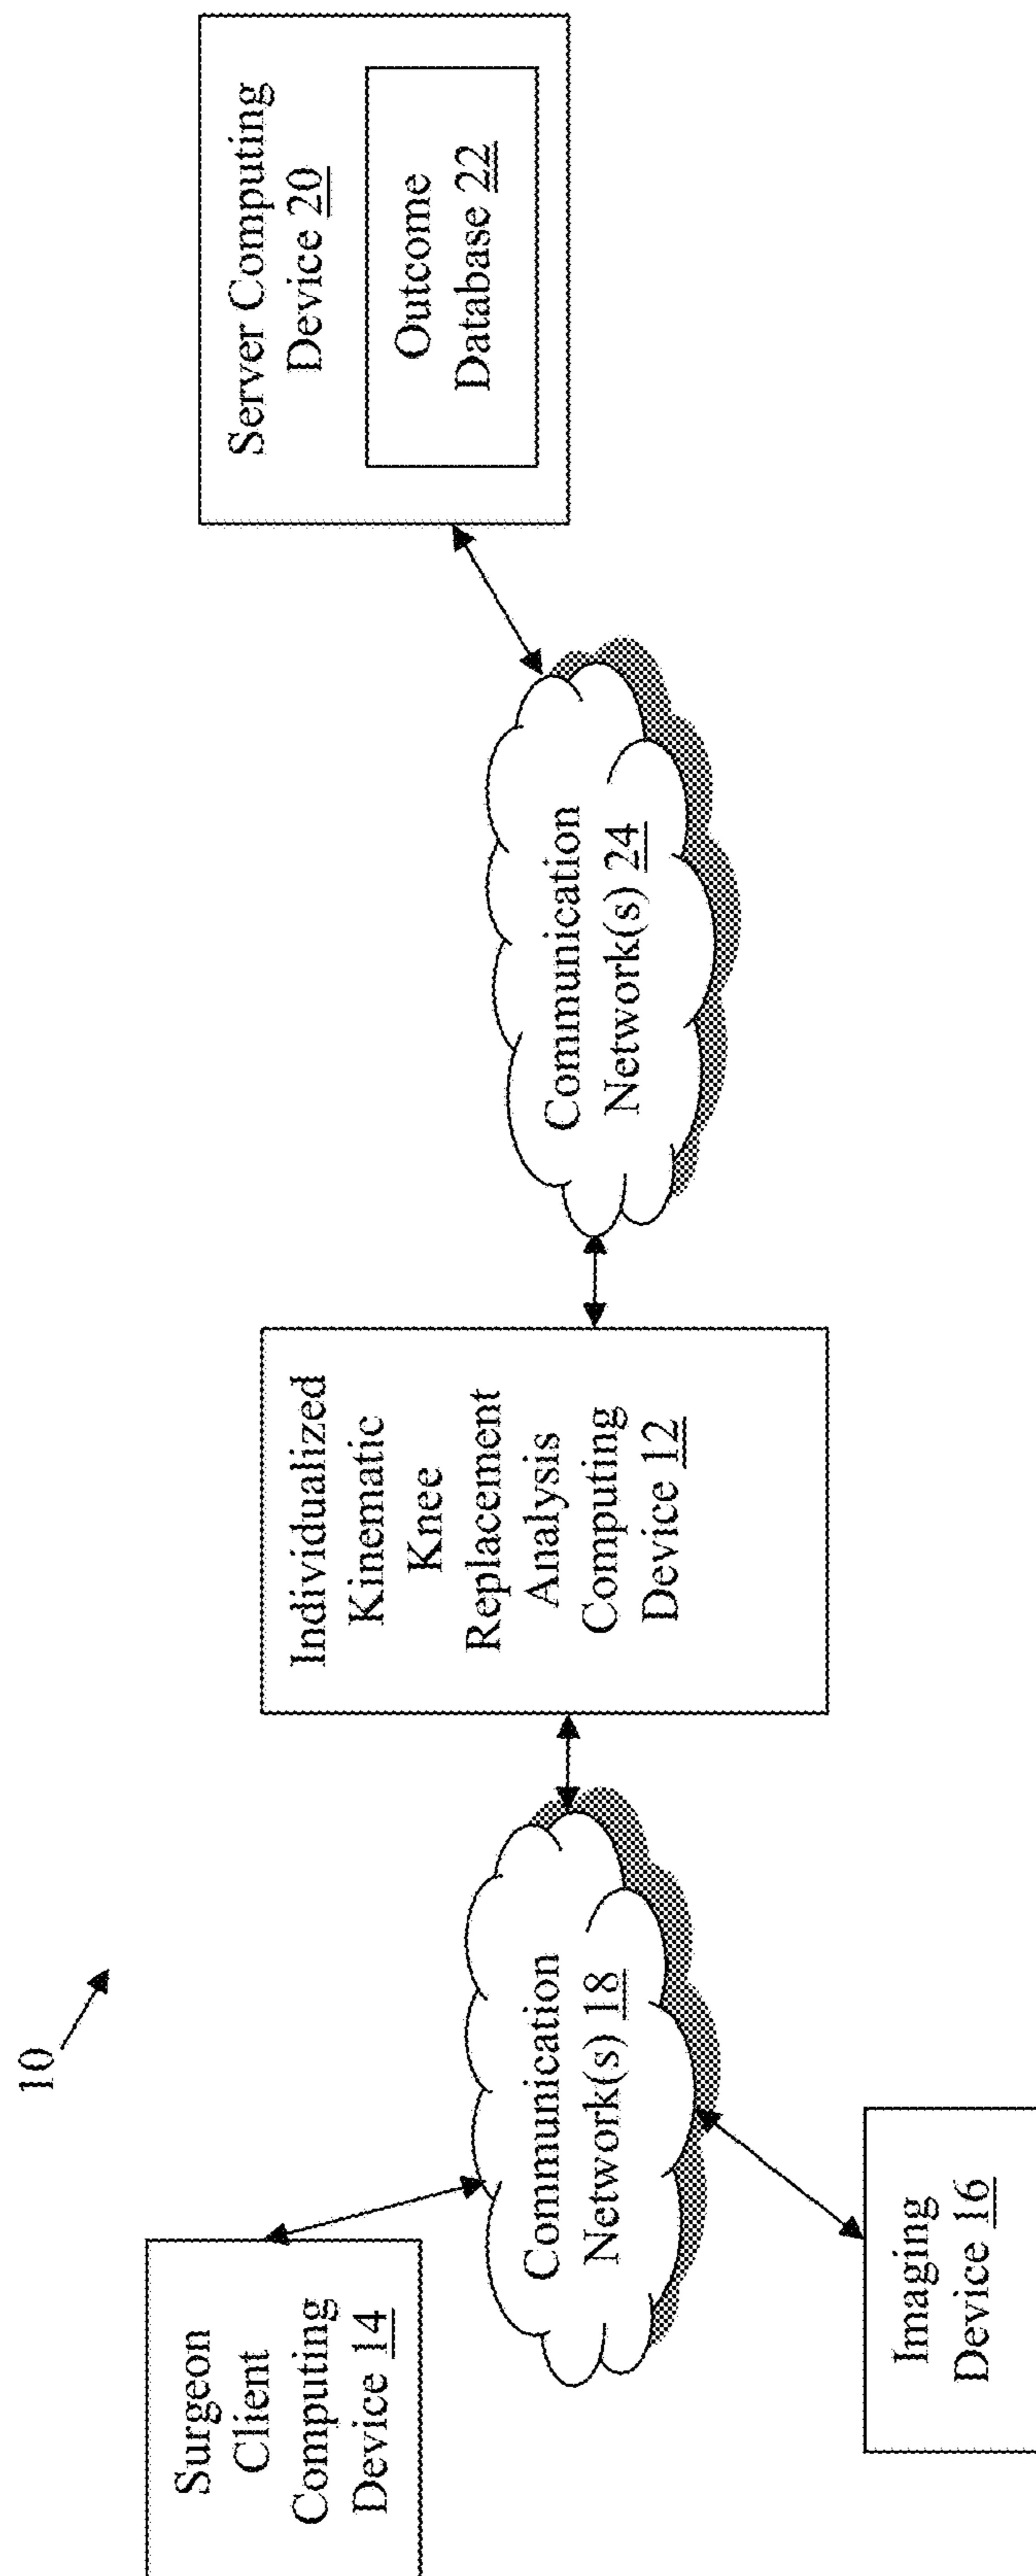 10
Surgeon
Client
Computing
Device 14
Imaging
Device 16
Communication
Network(s) 18
Individualized
Kinematic
Knee
Replacement
Analysis
Computing
Device 12
Communication
Network(s) 24
Server Computing
Device 20
Outcome
Database 22